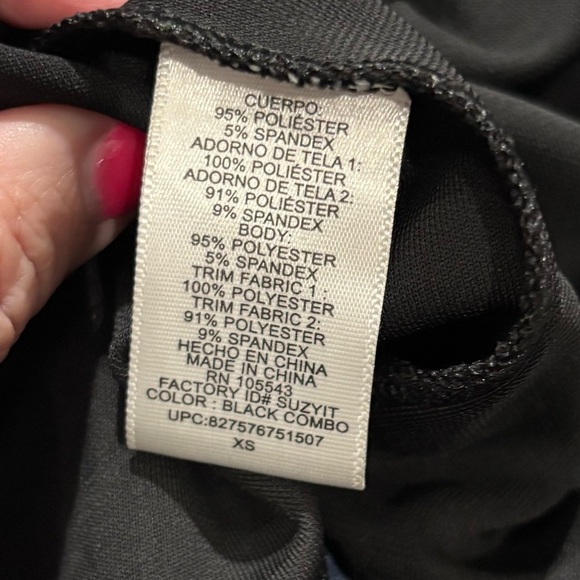 CUERPO:
95% POLIÉSTER
5% SPANDEX
ADORNO DE TELA 1:
100% POLIÉSTER
ADORNO DE TELA 2:
91% POLIÉSTER
9% SPANDEX
BODY:
95% POLYESTER
5% SPANDEX
TRIM FABRIC 1 :
100% POLYESTER
TRIM FABRIC 2:
91% POLYESTER
9% SPANDEX
HECHO EN CHINA
MADE IN CHINA
RN 105543
FACTORY ID# SUZYIT
COLOR : BLACK COMBO
UPC:827576751507
XS